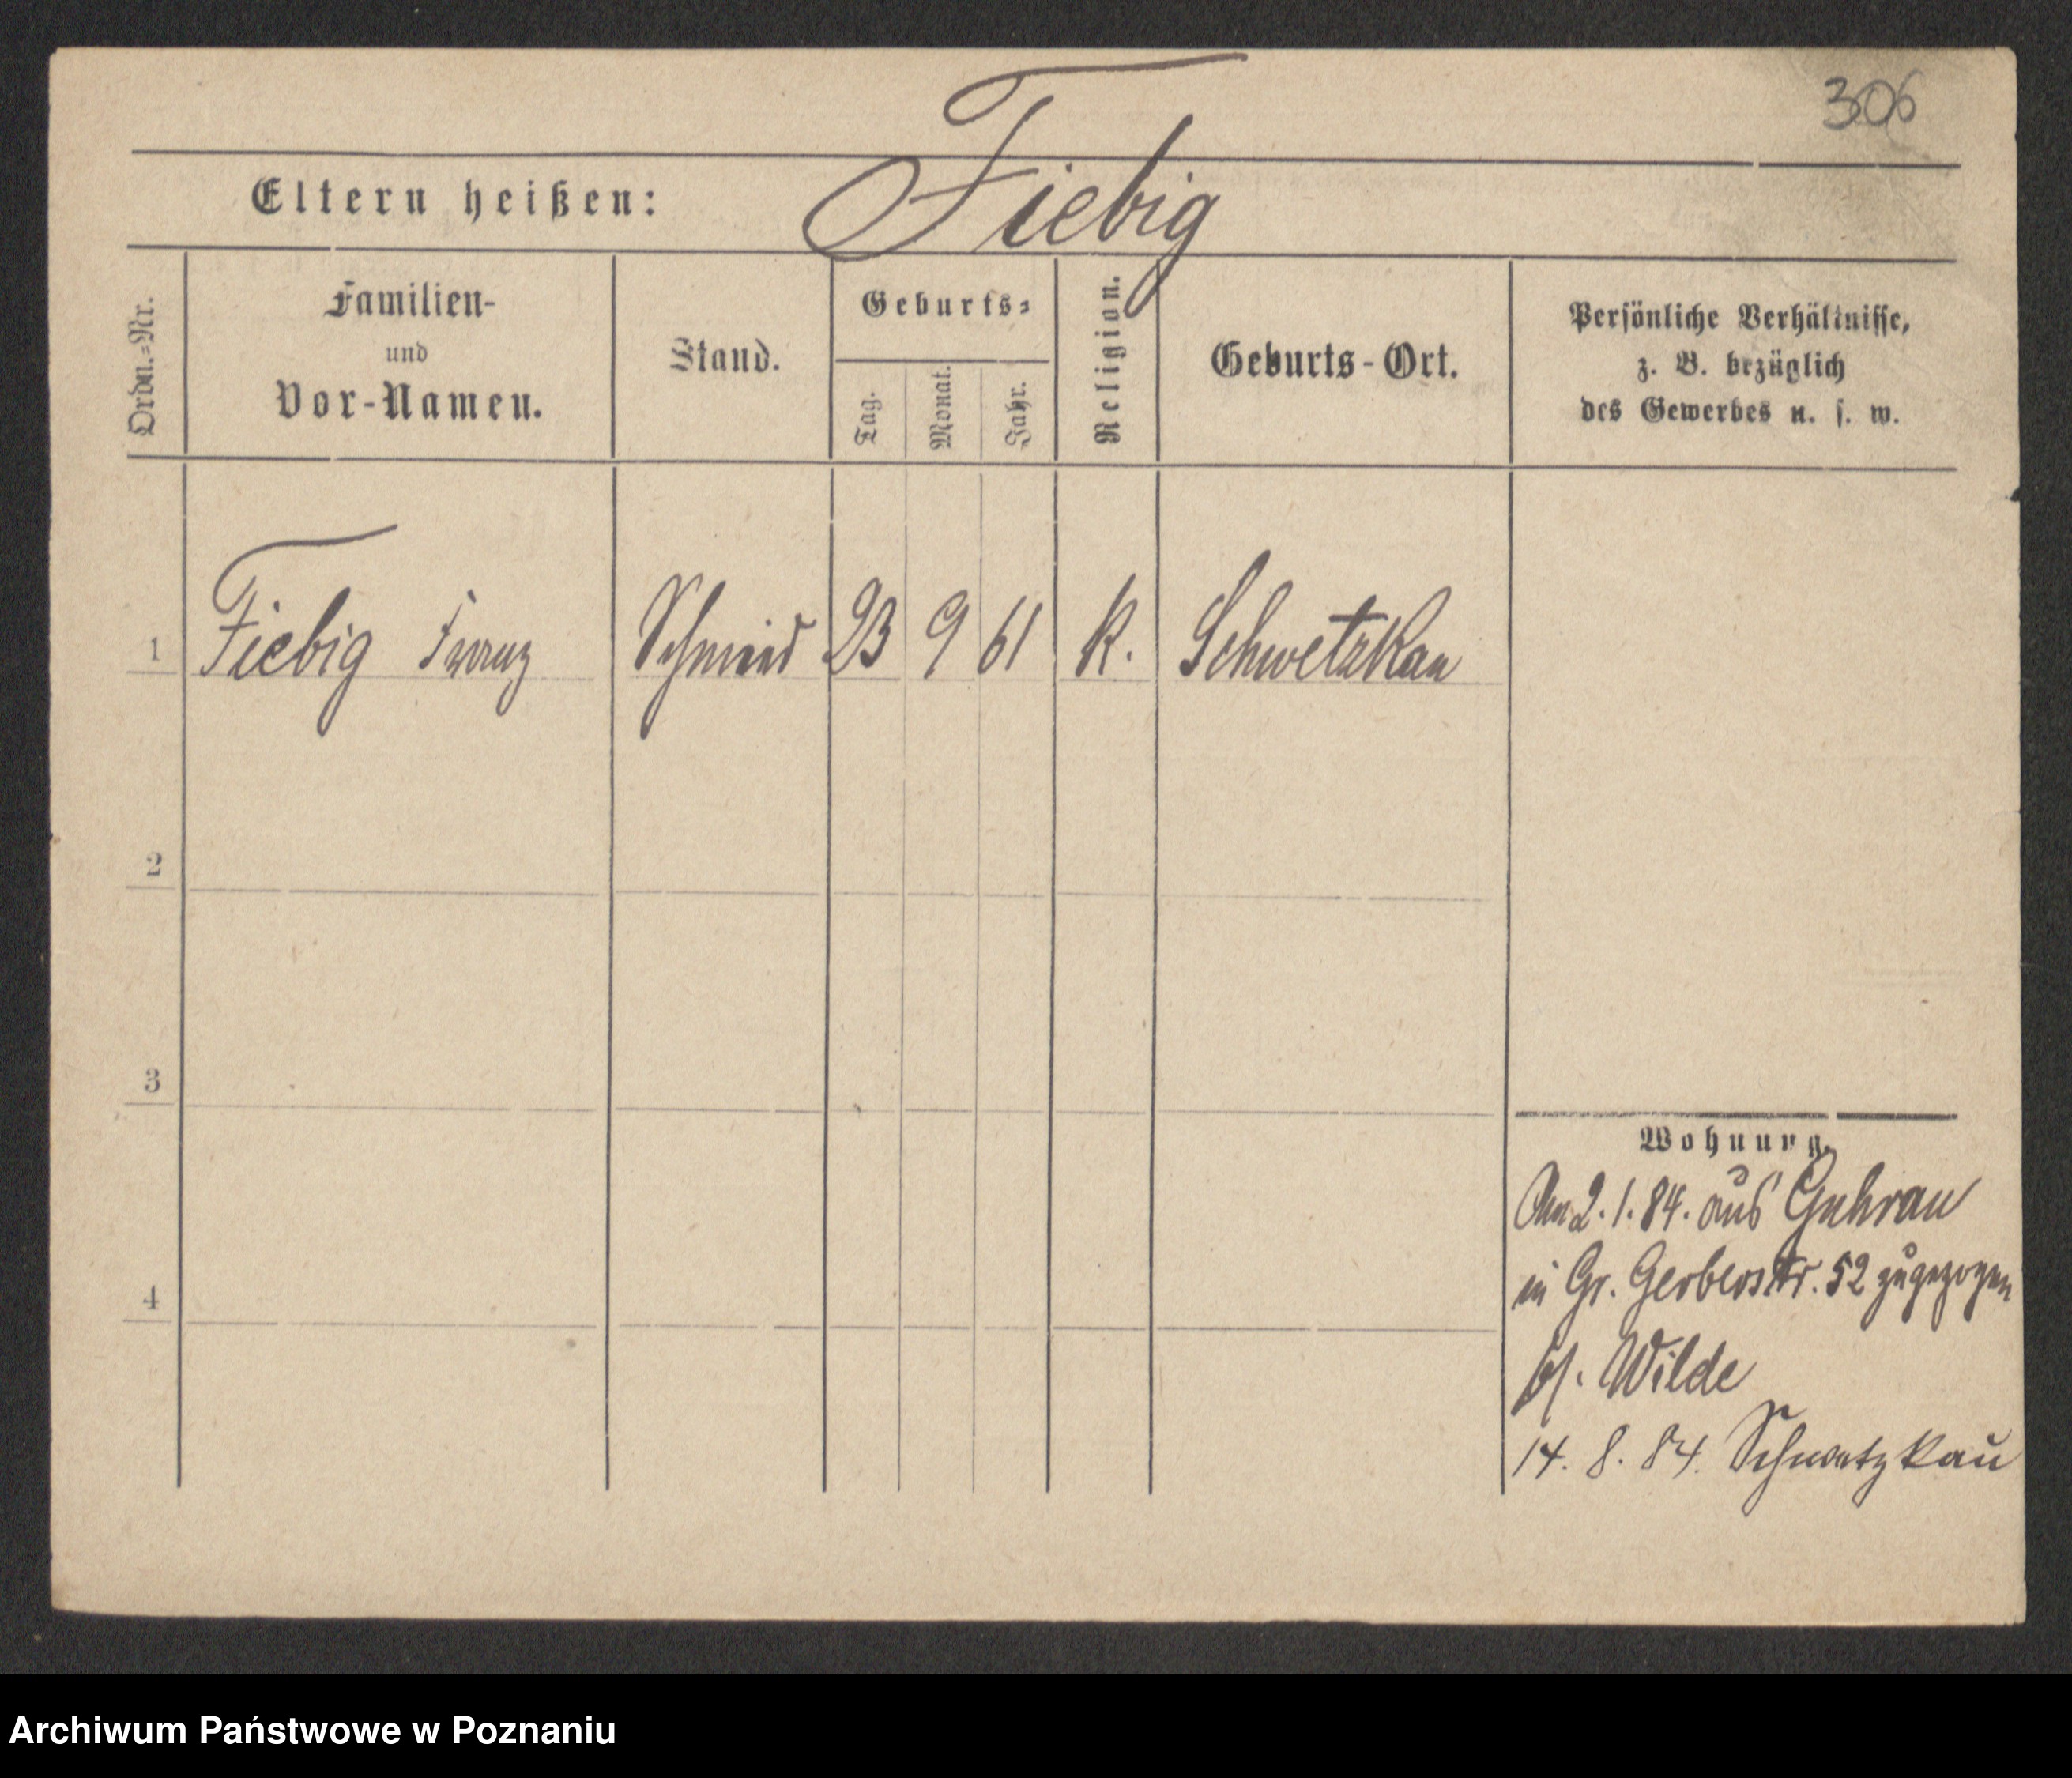 306
Eltern heißen: Fiebig
Ordn.=Nr.
Familien-
und
Vor-Namen.
Stand.
Geburts=
Tag.
Monat.
Jahr.
Religion.
Geburts-Ort.
Persönliche Verhältnisse,
z. B. bezüglich
des Gewerbes u. s. w.
1 Fiebig Franz Schmied 23 9 61 K. Schwetzkau
2
3
4
Wohnung.
Am 2. 1. 84. aus Guhrau
in Gr. Gerberstr. 52 zugezogen
Wilde
14. 8. 84. Schwetzkau
Archiwum Państwowe w Poznaniu